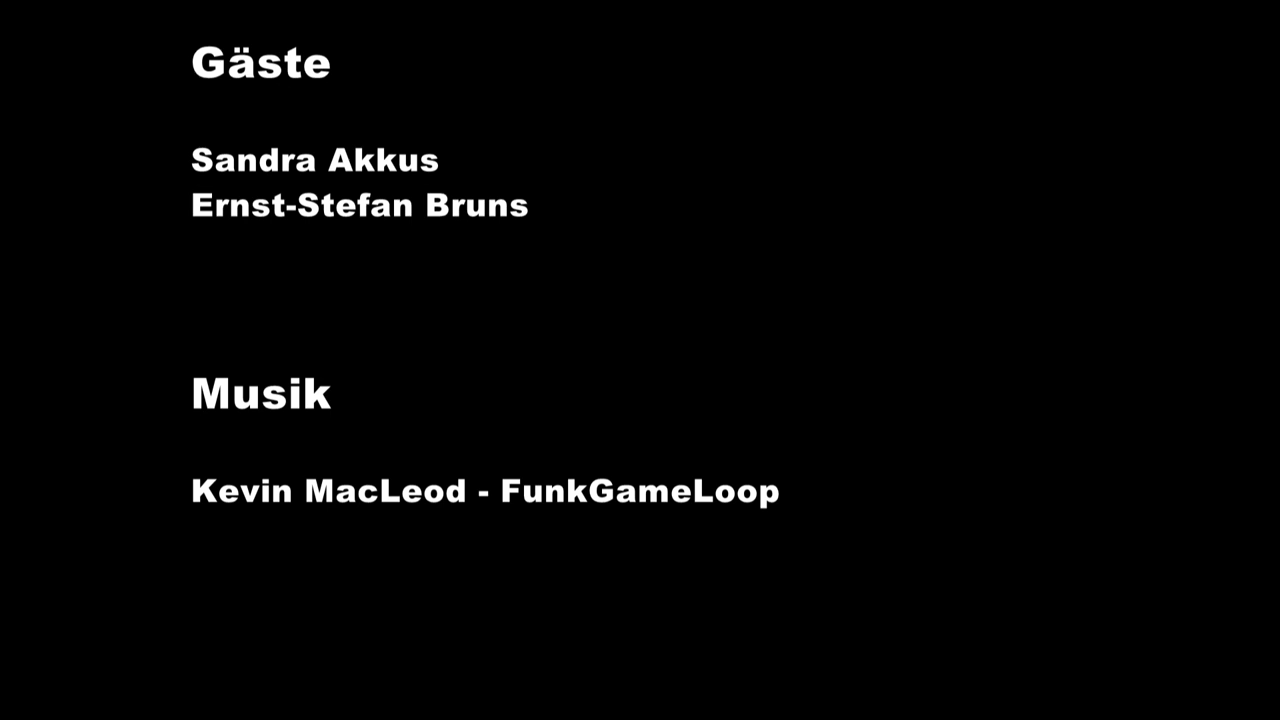 Gäste
Sandra Akkus
Ernst-Stefan Bruns
Musik
Kevin MacLeod - FunkGameLoop